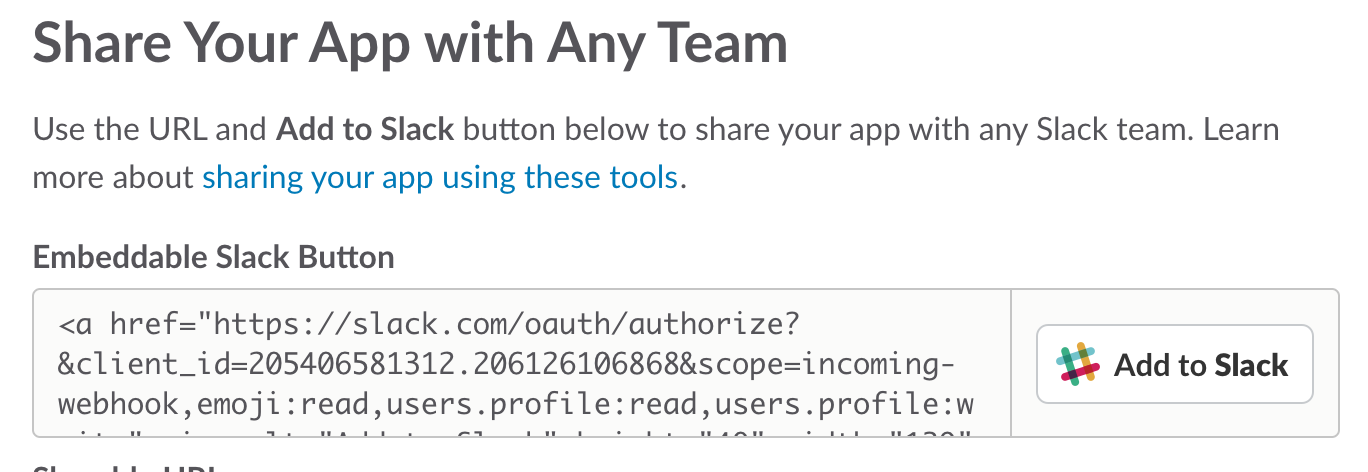 Share Your App with Any Team
Use the URL and Add to Slack button below to share your app with any Slack team. Learn
more about sharing your app using these tools.
Embeddable Slack Button
<a href="https://slack.com/oauth/authorize?
&client_id=205406581312.206126106868&scope=incoming-
webhook,emoji:read,users.profile:read,users.profile:w
Add to Slack